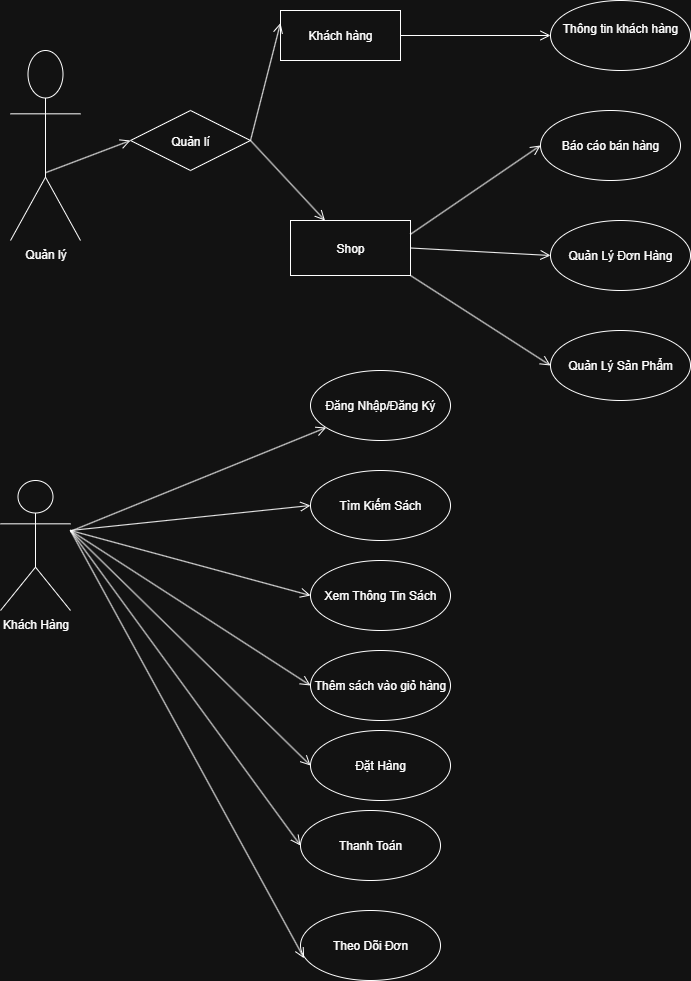 Khách hàng
Thông tin khách hàng
Quản lí
Báo cáo bán hàng
Quản lý
Shop
Quản Lý Đơn Hàng
Quản Lý Sản Phẩm
Đăng Nhập/Đăng Ký
Tìm Kiếm Sách
Xem Thông Tin Sách
Khách Hàng
Thêm sách vào giỏ hàng
Đặt Hàng
Thanh Toán
Theo Dõi Đơn